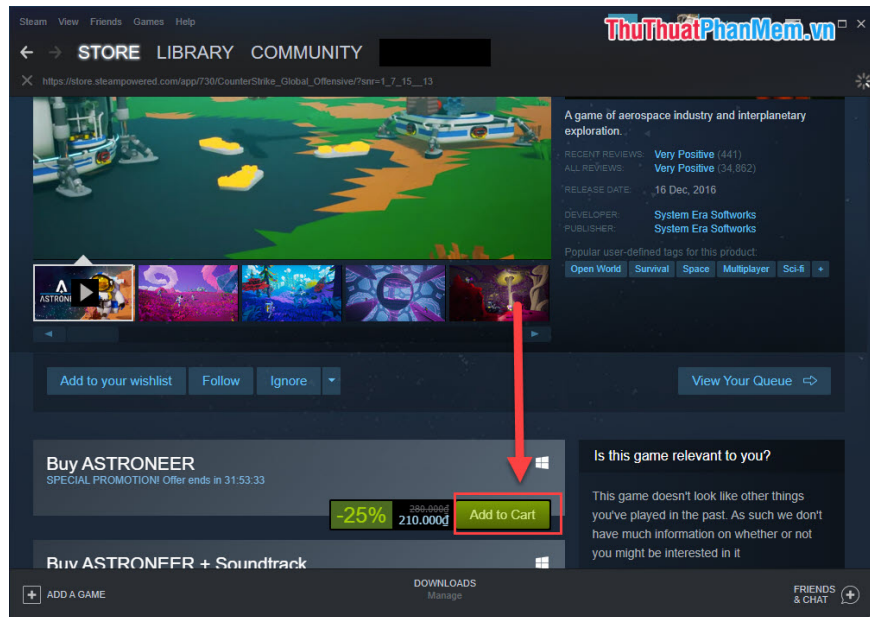 Steam View Friends Games Help
ThuThuatPhanMem.vn
STORE LIBRARY COMMUNITY
https://store.steampowered.com/app/730/CounterStrike_Global_Offensive/?snr=1_7_15__13
A game of aerospace industry and interplanetary
exploration.
RECENT REVIEWS: Very Positive (441)
ALL REVIEWS: Very Positive (34,862)
RELEASE DATE: 16 Dec, 2016
DEVELOPER: System Era Softworks
PUBLISHER: System Era Softworks
Popular user-defined tags for this product:
Open World Survival Space Multiplayer Sci-fi +
Add to your wishlist Follow Ignore
View Your Queue
Buy ASTRONEER
SPECIAL PROMOTION! Offer ends in 31:53:33
-25% 280.000₫ 210.000₫ Add to Cart
Buy ASTRONEER + Soundtrack
Is this game relevant to you?
This game doesn't look like other things
you've played in the past. As such we don't
have much information on whether or not
you might be interested in it
ADD A GAME
DOWNLOADS
Manage
FRIENDS
& CHAT